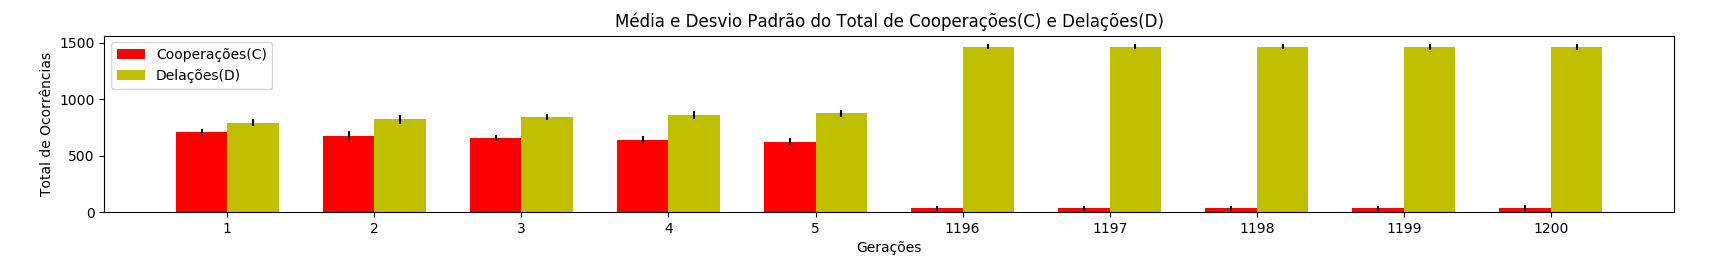 Média e Desvio Padrão do Total de Cooperações(C) e Delações(D)
Total de Ocorrências
1500
1000
500
0
Cooperações(C)
Delações(D)
1 2 3 4 5 1196 1197 1198 1199 1200
Gerações